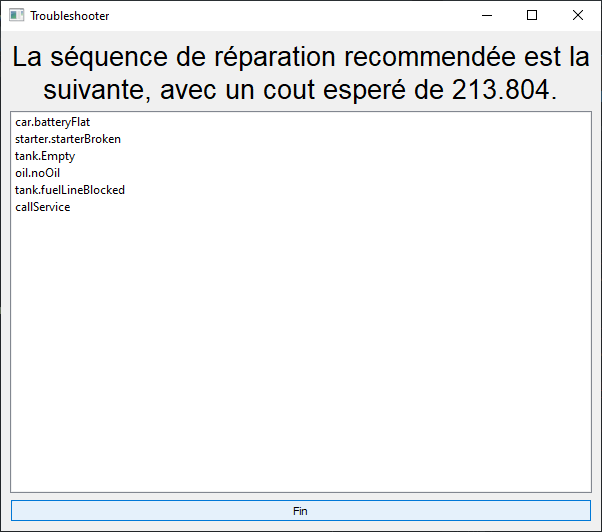 Troubleshooter
La séquence de réparation recommendée est la
suivante, avec un cout esperé de 213.804.
car.batteryFlat
starter.starterBroken
tank.Empty
oil.noOil
tank.fuelLineBlocked
callService
Fin